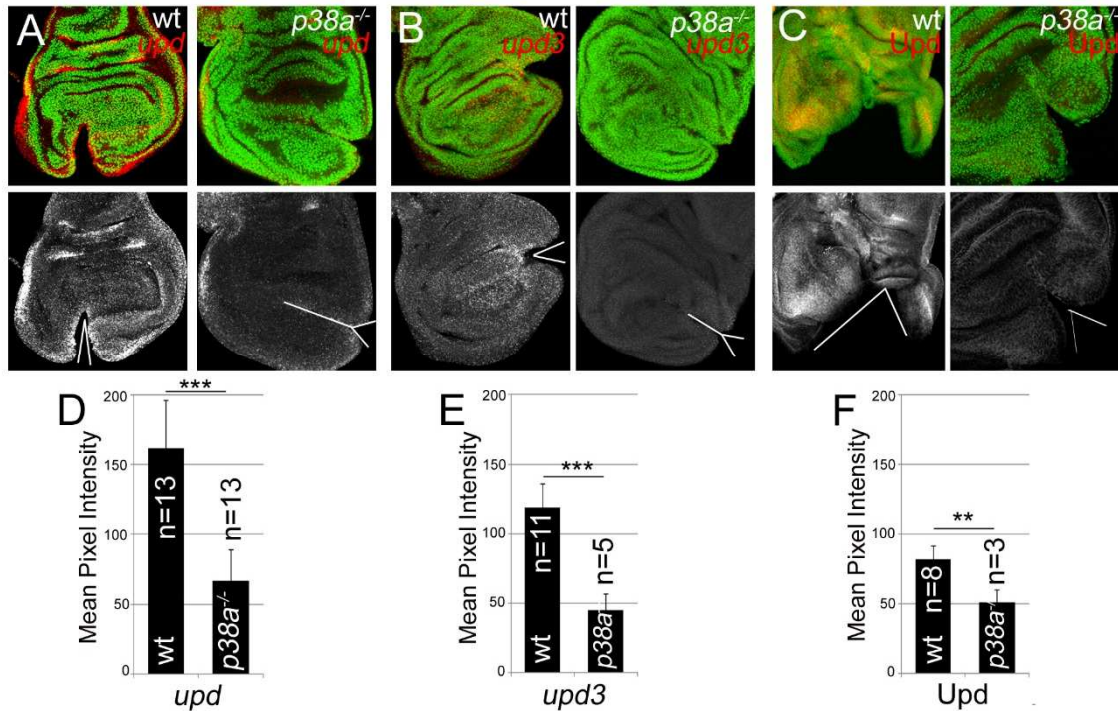 A wt upd
p38a-/- upd
B wt upd3
p38a-/- upd3
C wt Upd
p38a-/- Upd
D
Mean Pixel Intensity
200
150
100
50
0
***
n=13
n=13
wt
p38a-/-
upd
E
Mean Pixel Intensity
200
150
100
50
0
***
n=11
n=5
wt
p38a-/-
upd3
F
Mean Pixel Intensity
200
150
100
50
0
**
n=8
n=3
wt
p38a-/-
Upd